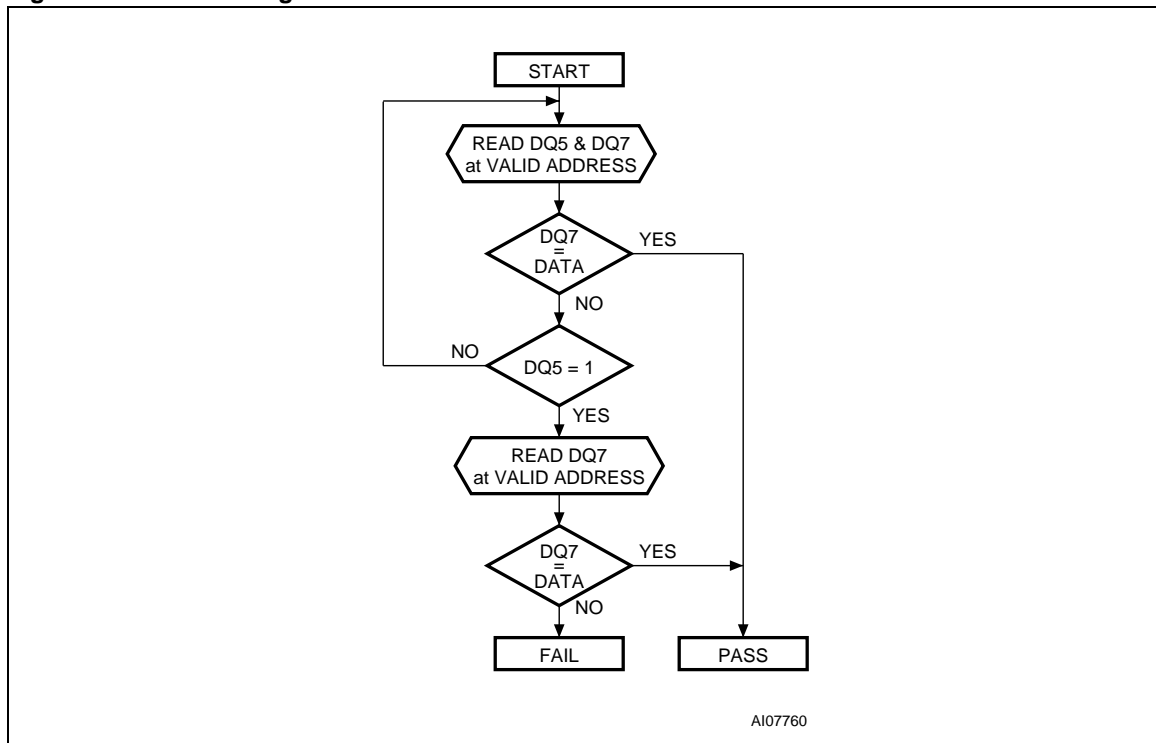 START
READ DQ5 & DQ7
at VALID ADDRESS
DQ7
=
DATA
YES
NO
NO
DQ5 = 1
YES
READ DQ7
at VALID ADDRESS
DQ7
=
DATA
YES
NO
FAIL
PASS
AI07760